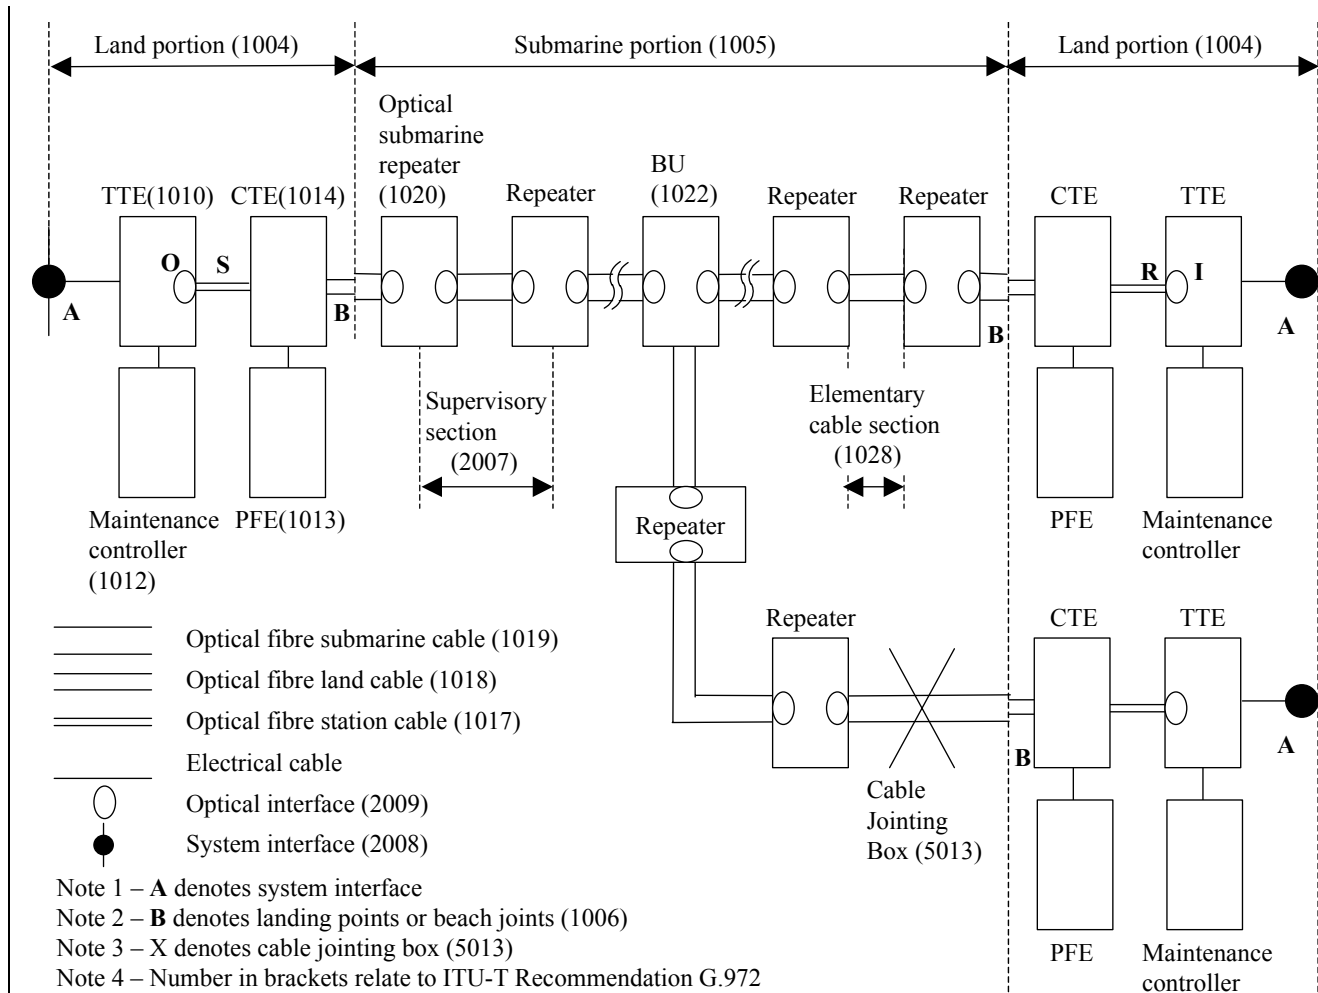 Land portion (1004)
Submarine portion (1005)
Land portion (1004)
Optical
submarine
repeater
(1020)
TTE(1010)
CTE(1014)
Repeater
BU
(1022)
Repeater
Repeater
CTE
TTE
O
S
R
I
A
B
B
A
Supervisory
section
(2007)
Elementary
cable section
(1028)
Maintenance
controller
(1012)
PFE(1013)
Repeater
PFE
Maintenance
controller
Repeater
CTE
TTE
B
A
Cable
Jointing
Box (5013)
PFE
Maintenance
controller
Optical fibre submarine cable (1019)
Optical fibre land cable (1018)
Optical fibre station cable (1017)
Electrical cable
Optical interface (2009)
System interface (2008)
Note 1 – A denotes system interface
Note 2 – B denotes landing points or beach joints (1006)
Note 3 – X denotes cable jointing box (5013)
Note 4 – Number in brackets relate to ITU-T Recommendation G.972